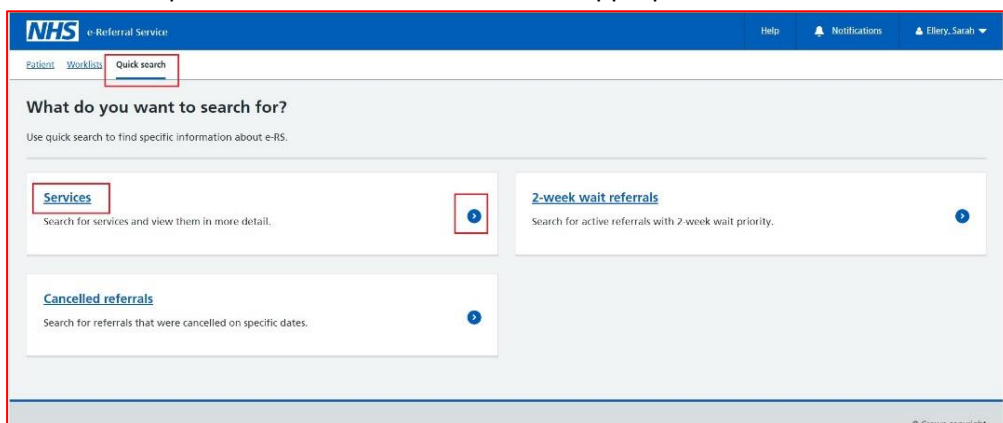 NHS e-Referral Service Help Notifications Ellery, Sarah
Patient Worklists Quick search
What do you want to search for?
Use quick search to find specific information about e-RS.
Services
Search for services and view them in more detail.
2-week wait referrals
Search for active referrals with 2-week wait priority.
Cancelled referrals
Search for referrals that were cancelled on specific dates.